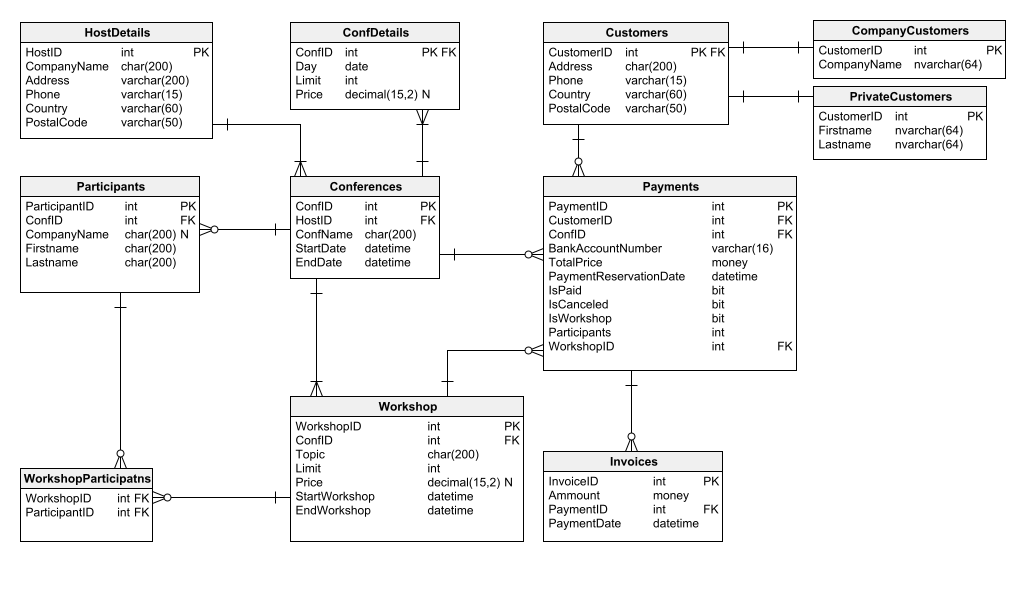 HostDetails
HostID int PK
CompanyName char(200)
Address varchar(200)
Phone varchar(15)
Country varchar(60)
PostalCode varchar(50)
ConfDetails
ConfID int PK FK
Day date
Limit int
Price decimal(15,2) N
Customers
CustomerID int PK FK
Address char(200)
Phone varchar(15)
Country varchar(60)
PostalCode varchar(50)
CompanyCustomers
CustomerID int PK
CompanyName nvarchar(64)
PrivateCustomers
CustomerID int PK
Firstname nvarchar(64)
Lastname nvarchar(64)
Participants
ParticipantID int PK
ConfID int FK
CompanyName char(200) N
Firstname char(200)
Lastname char(200)
Conferences
ConfID int PK
HostID int FK
ConfName char(200)
StartDate datetime
EndDate datetime
Payments
PaymentID int PK
CustomerID int FK
ConfID int FK
BankAccountNumber varchar(16)
TotalPrice money
PaymentReservationDate datetime
IsPaid bit
IsCanceled bit
IsWorkshop bit
Participants int
WorkshopID int FK
WorkshopParticipatns
WorkshopID int FK
ParticipantID int FK
Workshop
WorkshopID int PK
ConfID int FK
Topic char(200)
Limit int
Price decimal(15,2) N
StartWorkshop datetime
EndWorkshop datetime
Invoices
InvoiceID int PK
Ammount money
PaymentID int FK
PaymentDate datetime